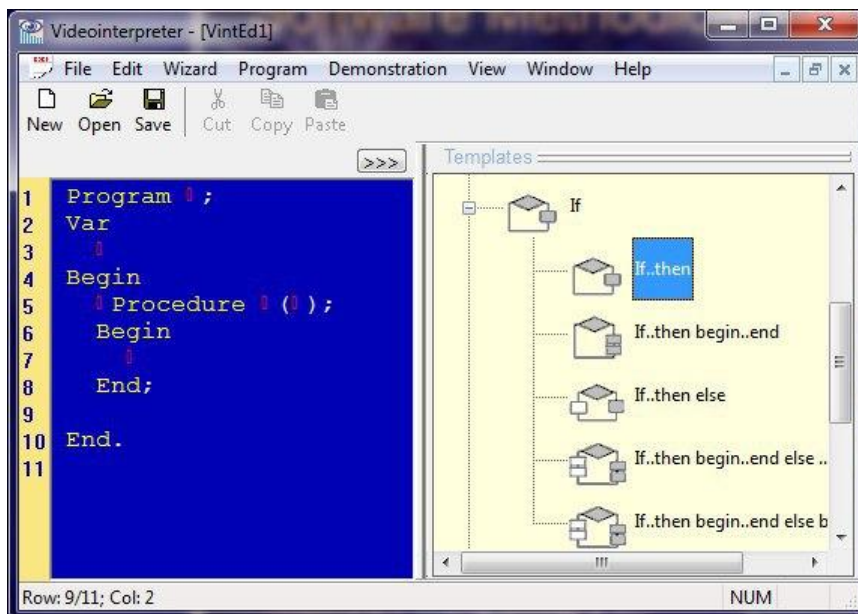 Videointerpreter - [VintEd1]
File Edit Wizard Program Demonstration View Window Help
New Open Save Cut Copy Paste
>>>
Templates
1 Program ;
2 Var
3
4 Begin
5 Procedure ( );
6 Begin
7
8 End;
9
10 End.
11
If
If..then
If..then begin..end
If..then else
If..then begin..end else ..
If..then begin..end else b
Row: 9/11; Col: 2
NUM